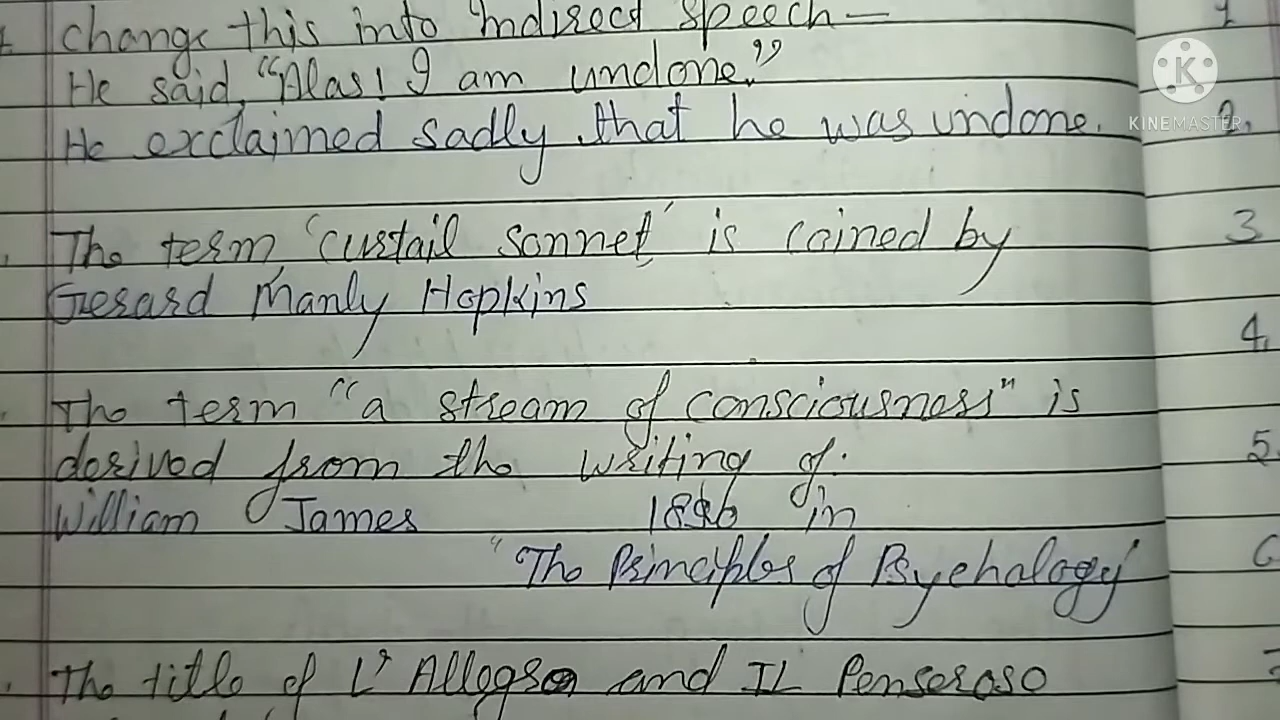 change this into Indirect speech—
He said, "Alas! I am undone."
He exclaimed sadly that he was undone.
The term 'curtail sonnet' is coined by
Gerard Manly Hopkins
The term "a stream of consciousness" is
derived from the writing of.
William James in
"The Principles of Psychology"
The title of L' Allegro and IL Penseroso
K
KINEMASTER
2.
3
4.
5.
6